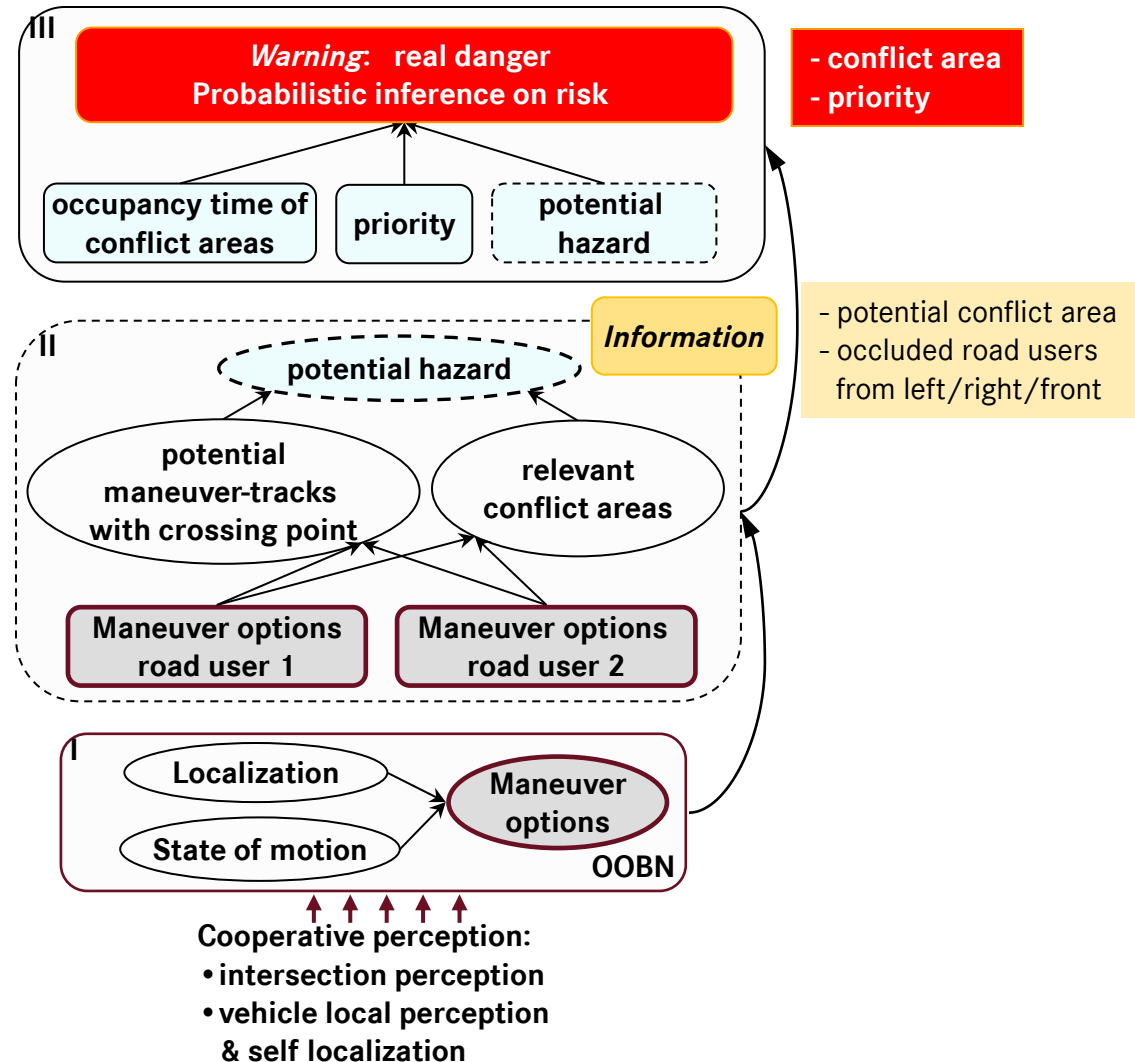 III
Warning: real danger
Probabilistic inference on risk
- conflict area
- priority
occupancy time of
conflict areas
priority
potential
hazard
II
Information
potential hazard
- potential conflict area
- occluded road users
from left/right/front
potential
maneuver-tracks
with crossing point
relevant
conflict areas
Maneuver options
road user 1
Maneuver options
road user 2
I
Localization
State of motion
Maneuver
options
OOBN
Cooperative perception:
• intersection perception
• vehicle local perception
& self localization